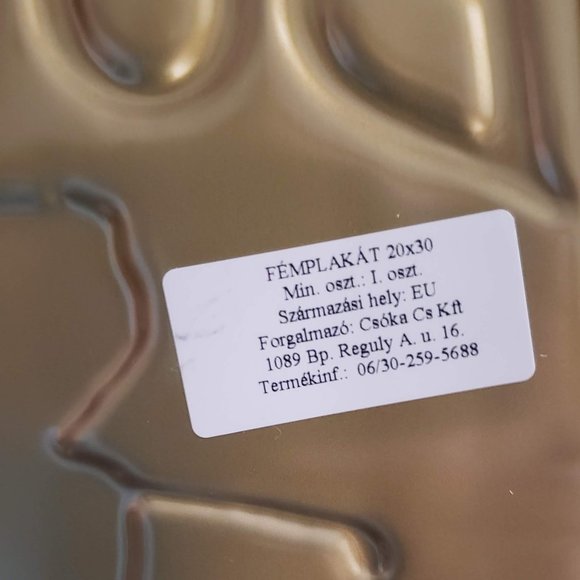 FÉMPLAKÁT 20x30
Min. oszt.: I. oszt.
Származási hely: EU
Forgalmazó: Csóka Cs Kft
1089 Bp. Reguly A. u. 16.
Termékinf.: 06/30-259-5688